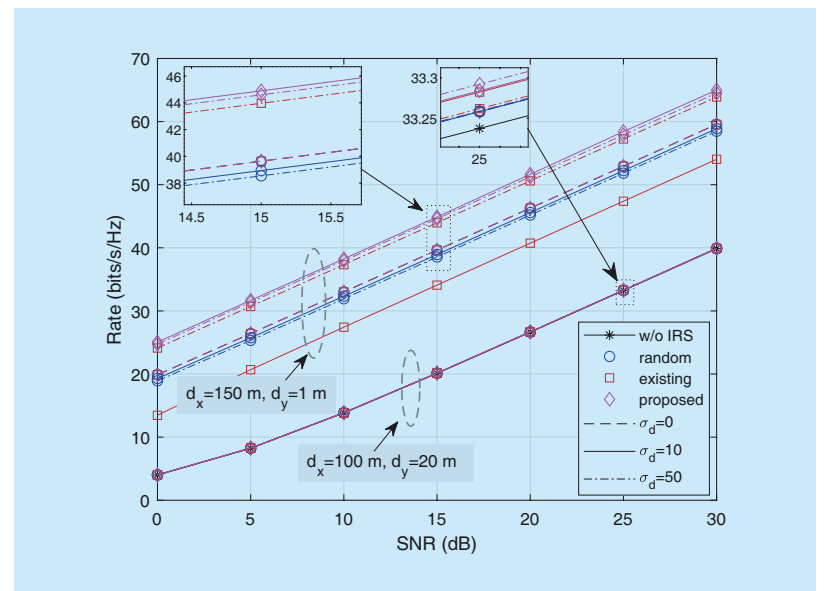 70
60
50
40
30
20
10
0
Rate (bits/s/Hz)
0
5
10
15
20
25
30
SNR (dB)
46
44
42
40
38
14.5
15
15.5
33.3
33.25
25
d_x=150 m, d_y=1 m
d_x=100 m, d_y=20 m
w/o IRS
random
existing
proposed
σ_d=0
σ_d=10
σ_d=50